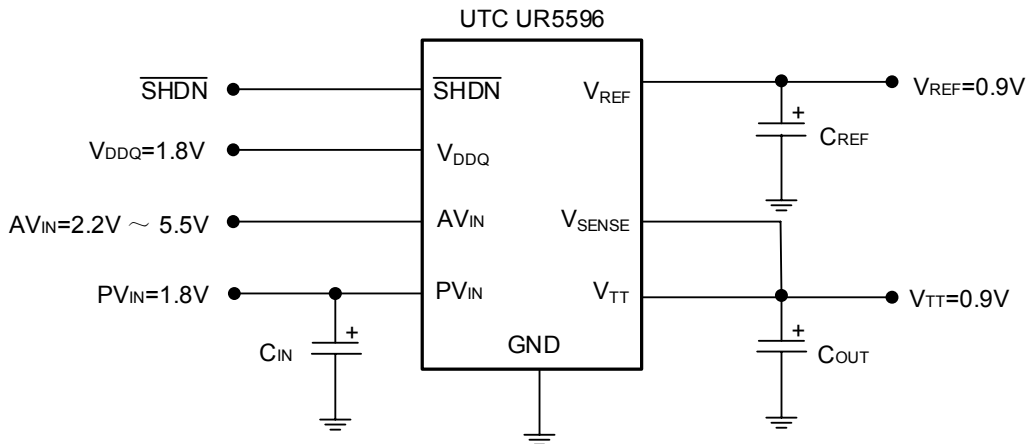 UTC UR5596
SHDN
SHDN
VREF
VREF=0.9V
+
CREF
VDDQ=1.8V
VDDQ
AVIN=2.2V ~ 5.5V
AVIN
VSENSE
PVIN=1.8V
PVIN
VTT
VTT=0.9V
+
CIN
GND
+
COUT